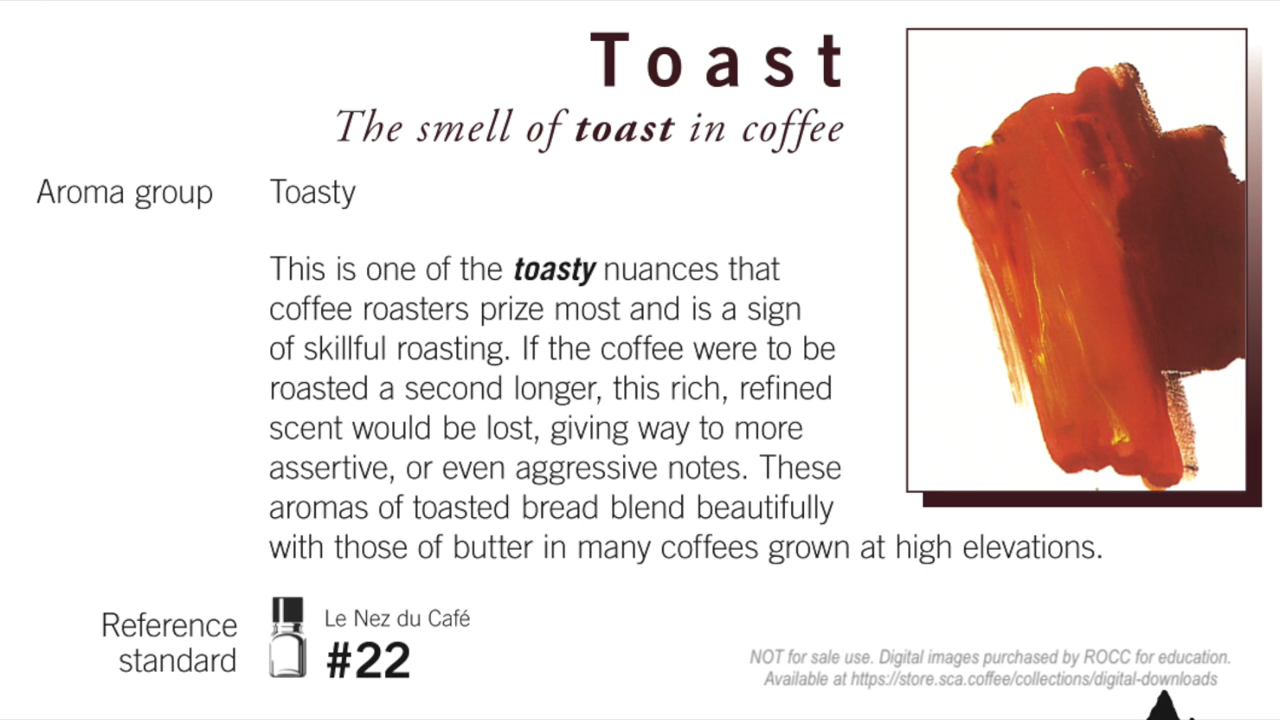 Toast
The smell of toast in coffee
Aroma group Toasty
This is one of the toasty nuances that
coffee roasters prize most and is a sign
of skillful roasting. If the coffee were to be
roasted a second longer, this rich, refined
scent would be lost, giving way to more
assertive, or even aggressive notes. These
aromas of toasted bread blend beautifully
with those of butter in many coffees grown at high elevations.
Reference
standard
Le Nez du Café
#22
NOT for sale use. Digital images purchased by ROCC for education.
Available at https://store.sca.coffee/collections/digital-downloads